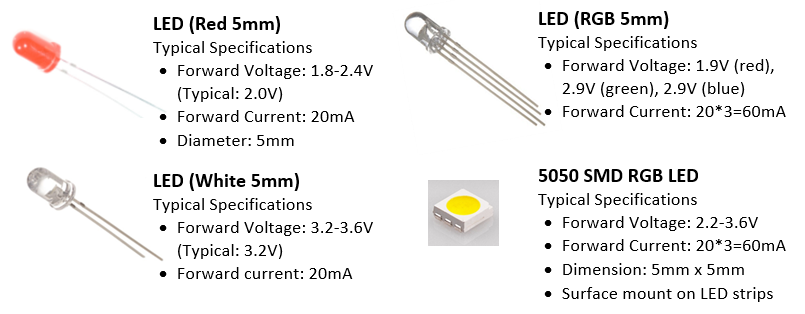 LED (Red 5mm)
Typical Specifications
• Forward Voltage: 1.8-2.4V
(Typical: 2.0V)
• Forward Current: 20mA
• Diameter: 5mm
LED (RGB 5mm)
Typical Specifications
• Forward Voltage: 1.9V (red),
2.9V (green), 2.9V (blue)
• Forward Current: 20*3=60mA
LED (White 5mm)
Typical Specifications
• Forward Voltage: 3.2-3.6V
(Typical: 3.2V)
• Forward current: 20mA
5050 SMD RGB LED
Typical Specifications
• Forward Voltage: 2.2-3.6V
• Forward Current: 20*3=60mA
• Dimension: 5mm x 5mm
• Surface mount on LED strips